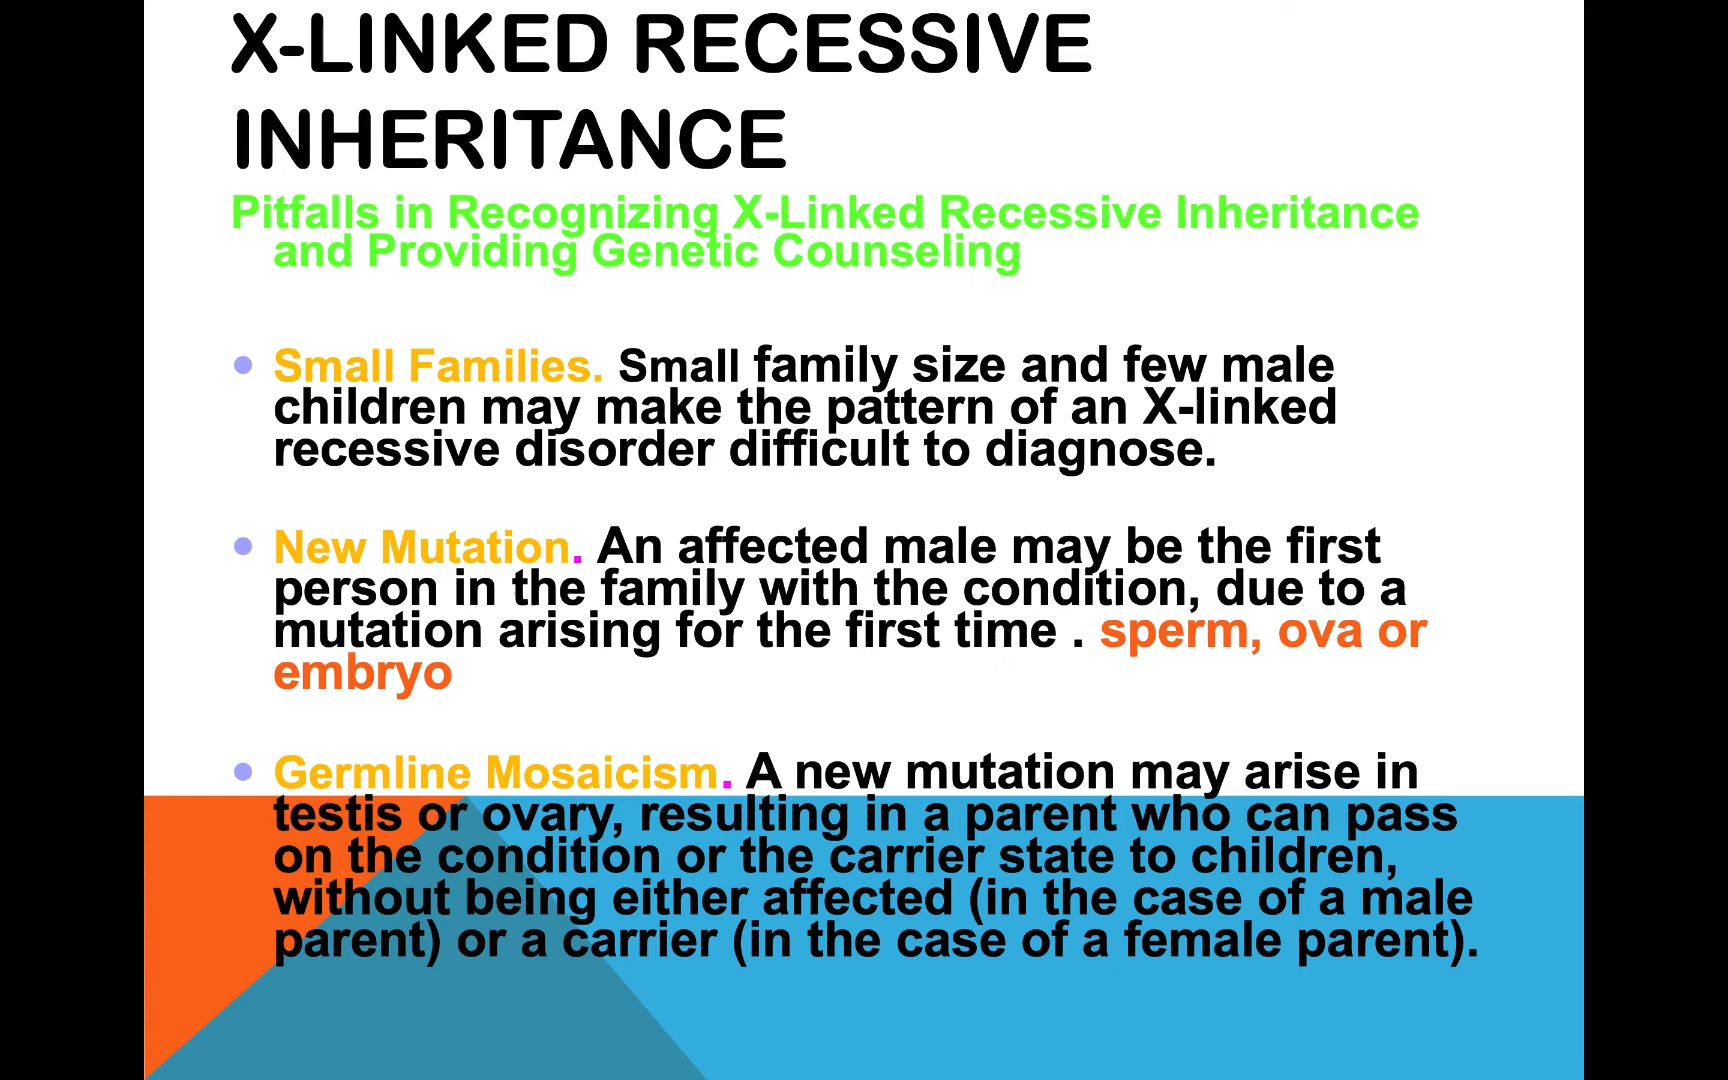 X-LINKED RECESSIVE
INHERITANCE
Pitfalls in Recognizing X-Linked Recessive Inheritance
and Providing Genetic Counseling
• Small Families. Small family size and few male
children may make the pattern of an X-linked
recessive disorder difficult to diagnose.
• New Mutation. An affected male may be the first
person in the family with the condition, due to a
mutation arising for the first time . sperm, ova or
embryo
• Germline Mosaicism. A new mutation may arise in
testis or ovary, resulting in a parent who can pass
on the condition or the carrier state to children,
without being either affected (in the case of a male
parent) or a carrier (in the case of a female parent).